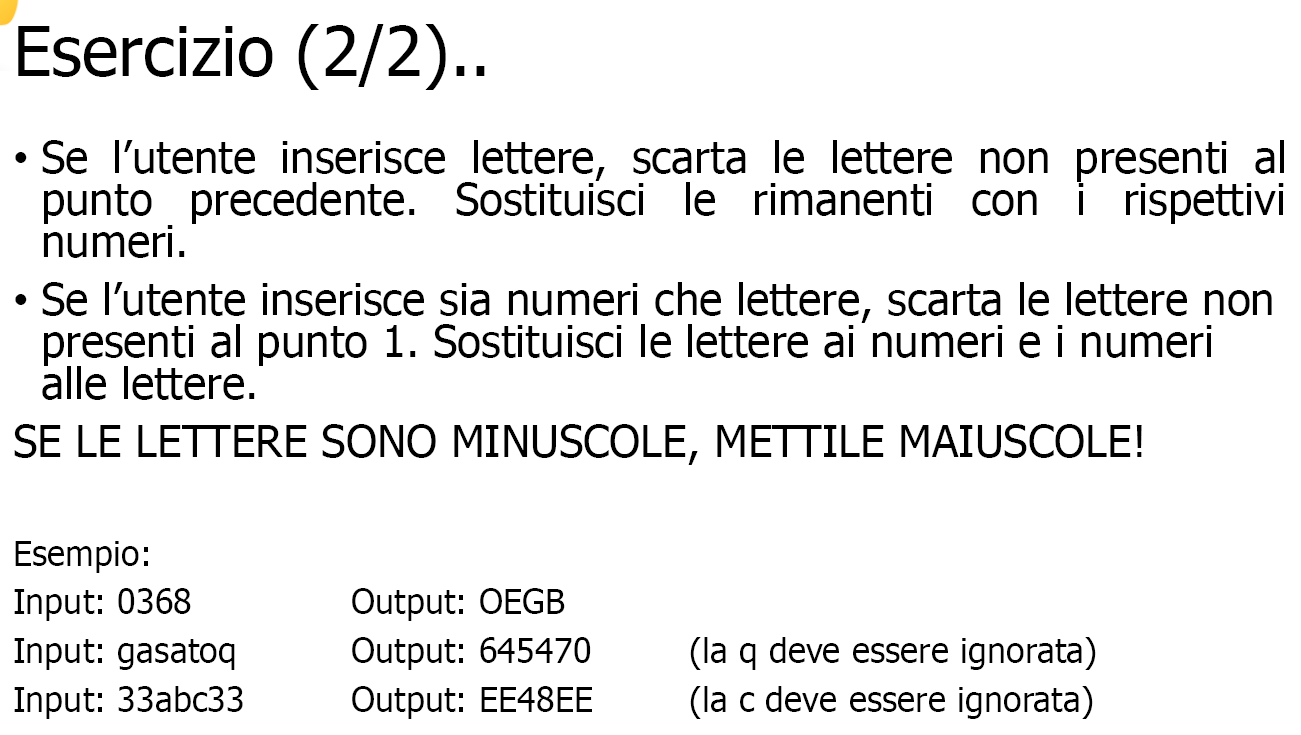 Esercizio (2/2)..
• Se l’utente inserisce lettere, scarta le lettere non presenti al
punto precedente. Sostituisci le rimanenti con i rispettivi
numeri.
• Se l’utente inserisce sia numeri che lettere, scarta le lettere non
presenti al punto 1. Sostituisci le lettere ai numeri e i numeri
alle lettere.
SE LE LETTERE SONO MINUSCOLE, METTILE MAIUSCOLE!
Esempio:
Input: 0368 Output: OEGB
Input: gasatoq Output: 645470 (la q deve essere ignorata)
Input: 33abc33 Output: EE48EE (la c deve essere ignorata)